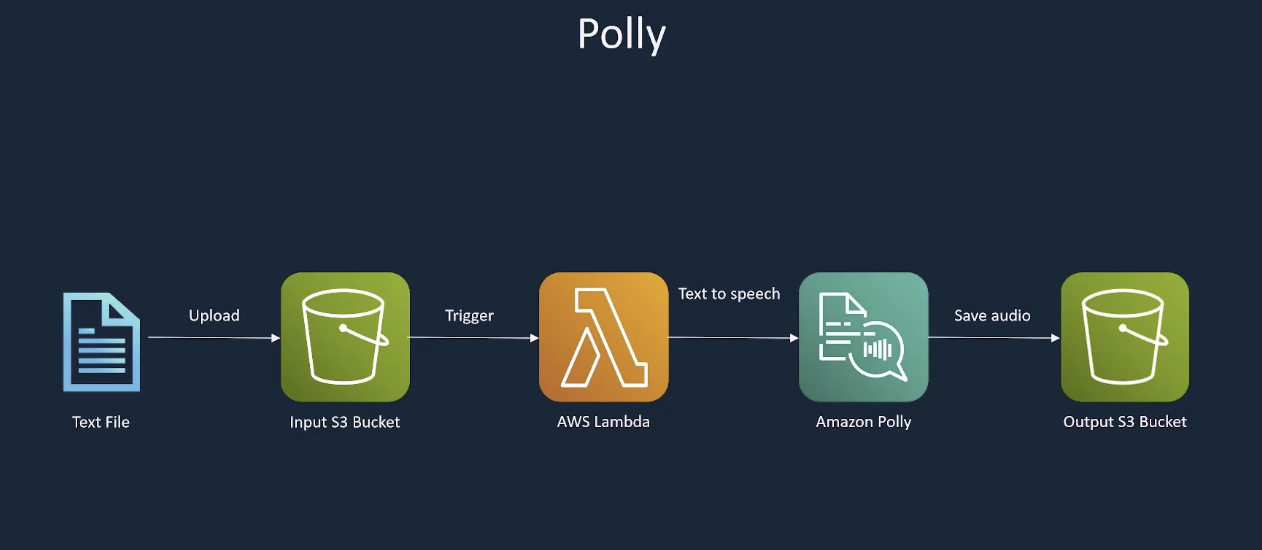 Polly
Upload
Trigger
Text to speech
Save audio
Text File
Input S3 Bucket
AWS Lambda
Amazon Polly
Output S3 Bucket